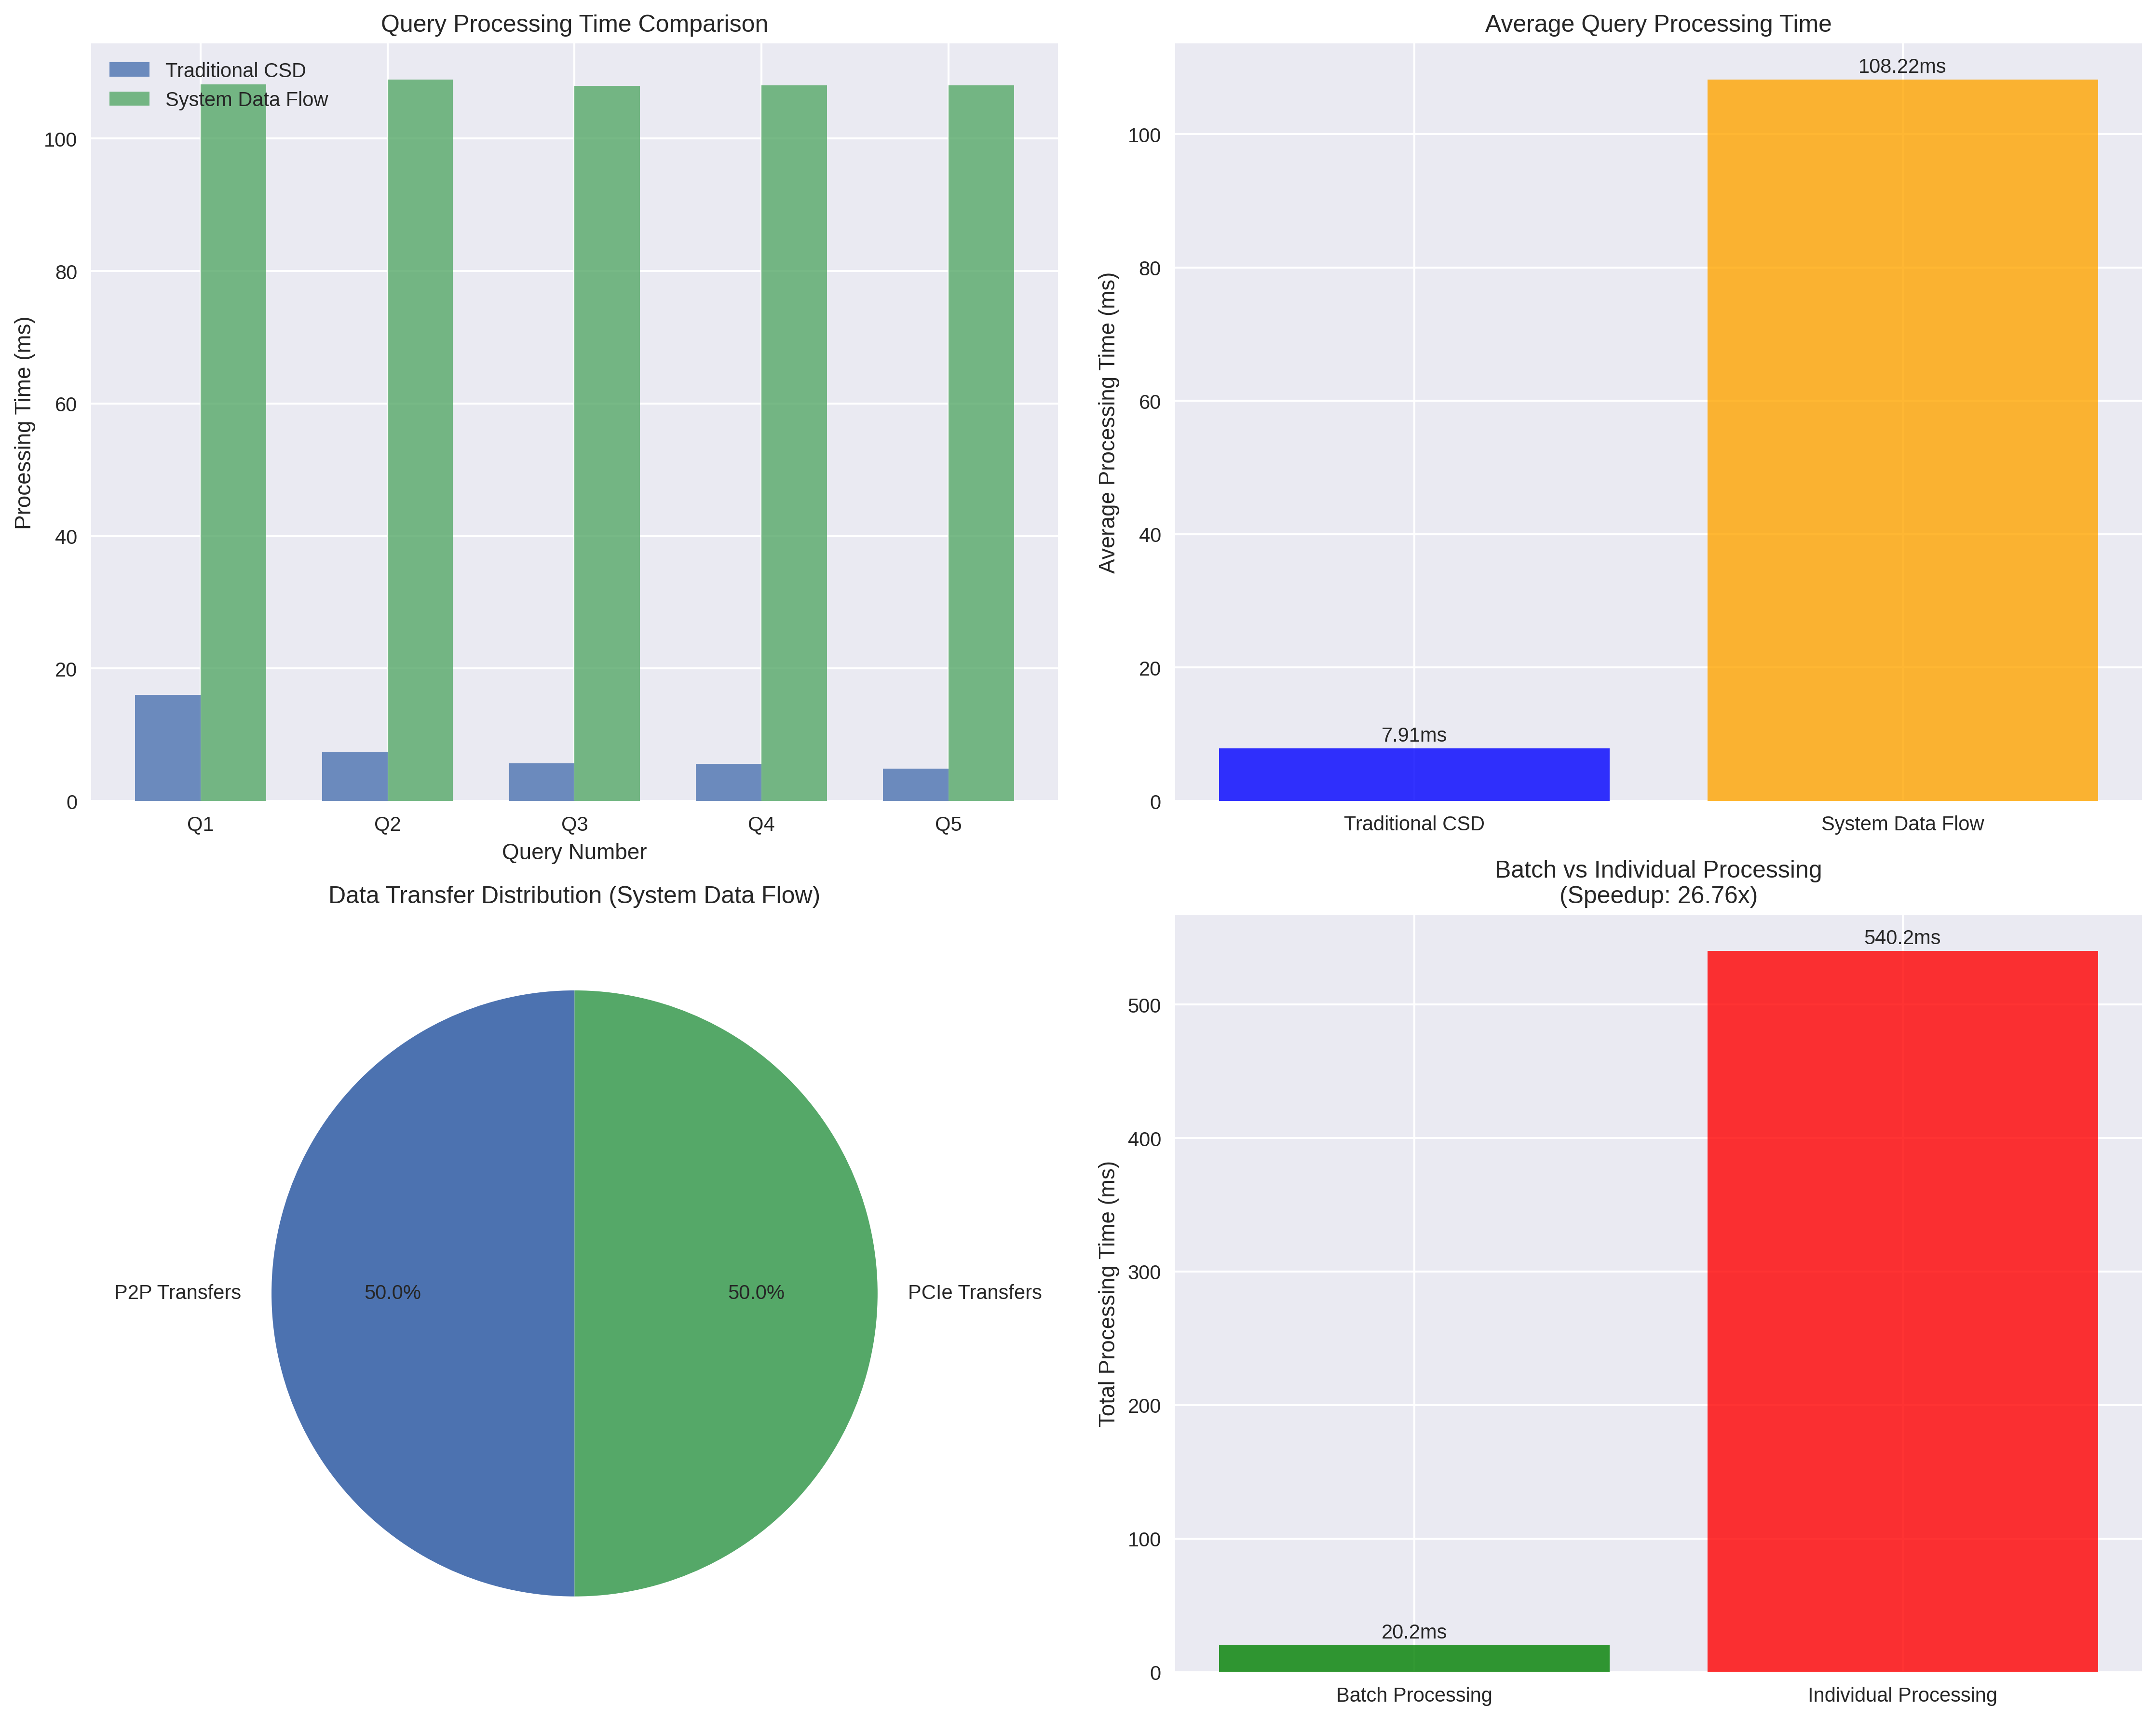 Query Processing Time Comparison
Traditional CSD
System Data Flow
Processing Time (ms)
100
80
60
40
20
0
Q1
Q2
Q3
Q4
Q5
Query Number
Average Query Processing Time
108.22ms
7.91ms
Average Processing Time (ms)
100
80
60
40
20
0
Traditional CSD
System Data Flow
Data Transfer Distribution (System Data Flow)
P2P Transfers
50.0%
50.0%
PCIe Transfers
Batch vs Individual Processing
(Speedup: 26.76x)
540.2ms
20.2ms
Total Processing Time (ms)
500
400
300
200
100
0
Batch Processing
Individual Processing